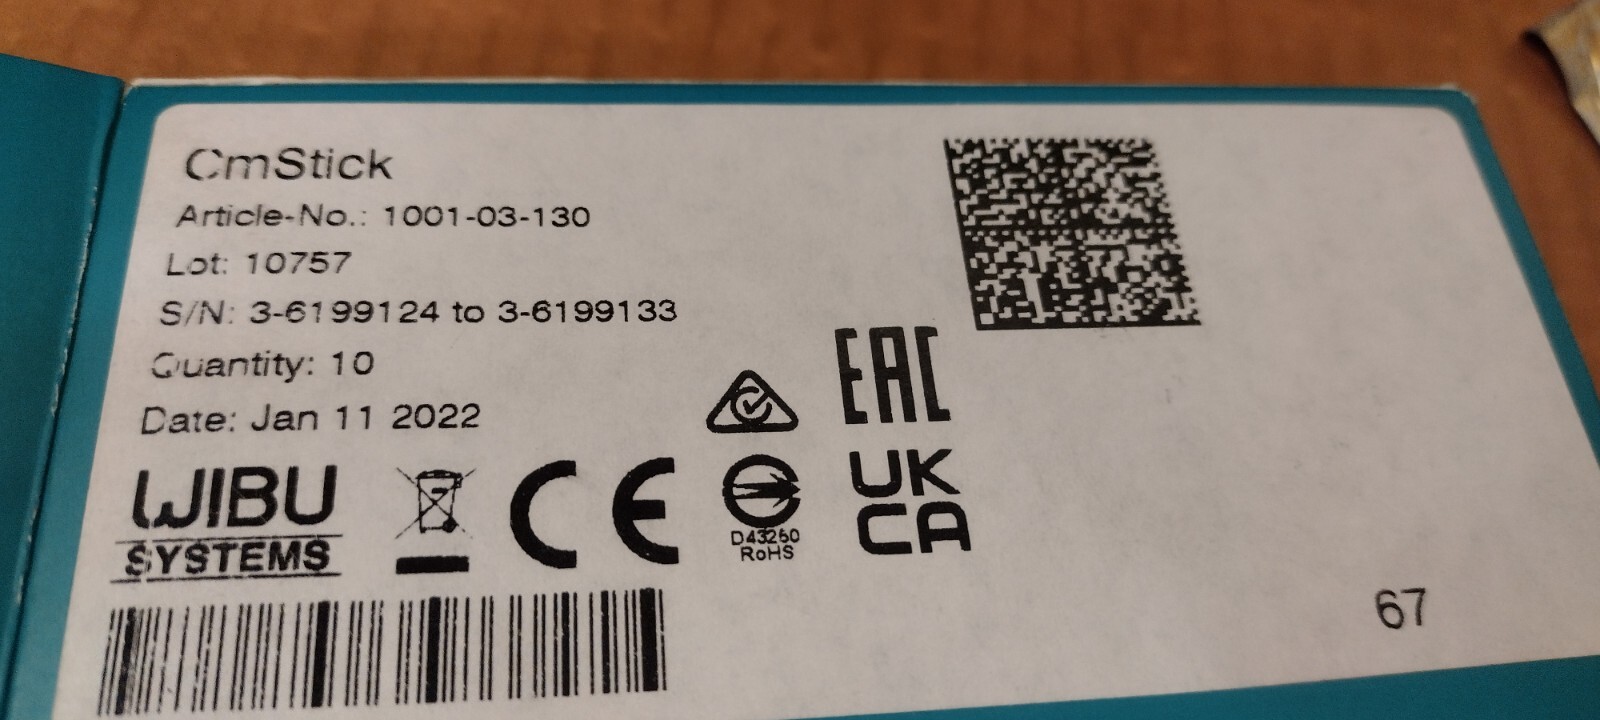 CmStick
Article-No.: 1001-03-130
Lot: 10757
S/N: 3-6199124 to 3-6199133
Quantity: 10
Date: Jan 11 2022
WIBU
SYSTEMS
CE
D43260
RoHS
EAC
UK
CA
67